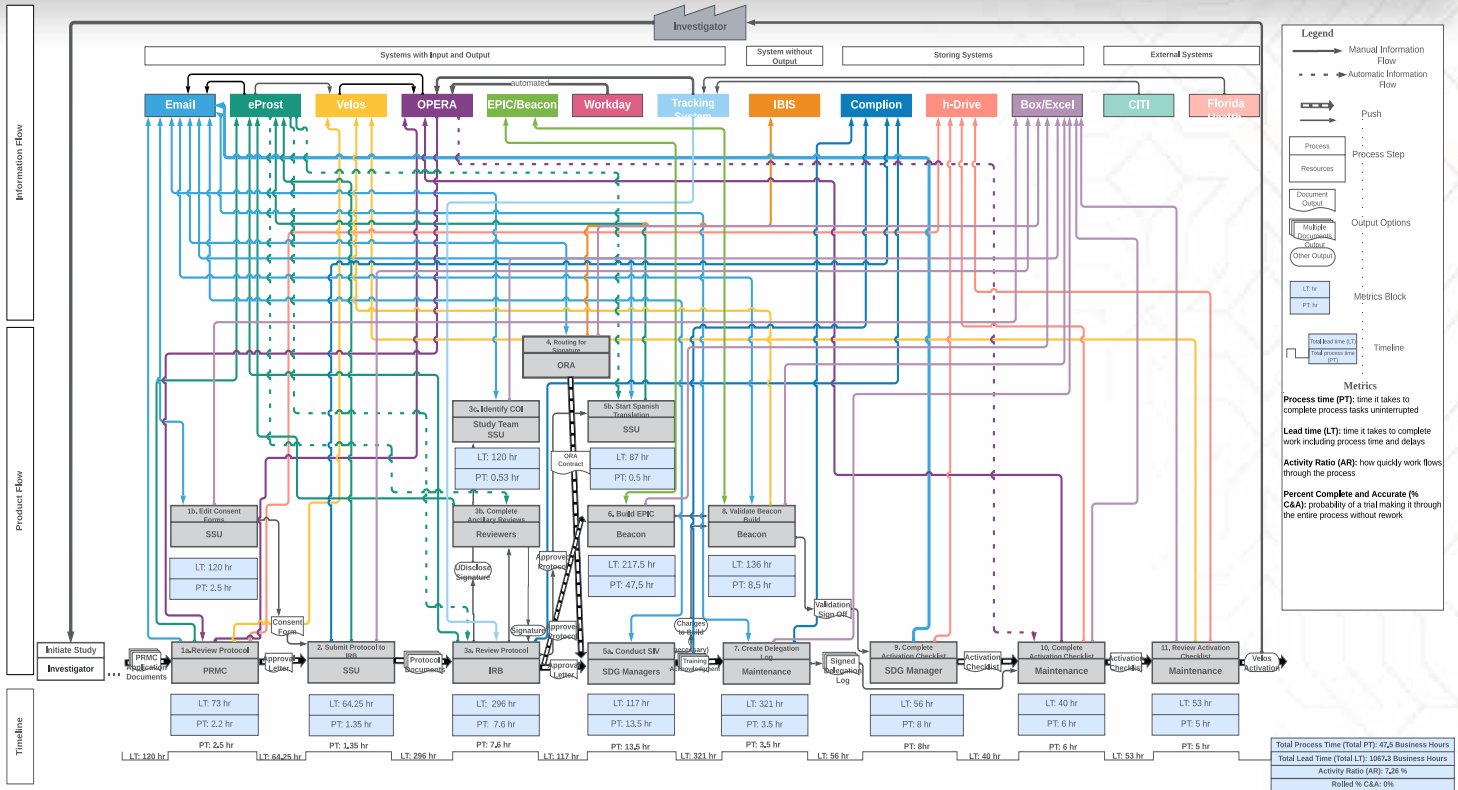 Investigator
Systems with Input and Output
System without
Output
Storing Systems
External Systems
automated
Email
eProst
Velos
OPERA
EPIC/Beacon
Workday
Tracking
System
IBIS
Complion
h-Drive
Box/Excel
CITI
Florida
Health
Information Flow
Product Flow
Timeline
4. Routing for
Signature
ORA
3c. Identify COI
Study Team
SSU
LT: 120 hr
PT: 0.53 hr
5b. Start Spanish
Translation
SSU
LT: 87 hr
PT: 0.5 hr
ORA
Contract
1b. Edit Consent
Forms
SSU
LT: 120 hr
PT: 2.5 hr
3b. Complete
Ancillary Reviews
Reviewers
6. Build EPIC
Beacon
LT: 217.5 hr
PT: 47.5 hr
8. Validate Beacon
Build
Beacon
LT: 136 hr
PT: 8.5 hr
UDisclose
Signature
Approved
Protocol
Consent
Form
Signature
Approved
Protocol
Changes
to Build
Validation
Sign Off
Initiate Study
Investigator
PRMC
Application
Documents
1a.Review Protocol
PRMC
Approval
Letter
2. Submit Protocol to
IRB
SSU
Protocol
Documents
3a. Review Protocol
IRB
Approval
Letter
5a. Conduct SIV
SDG Managers
Training
7. Create Delegation
Log
Maintenance
Signed
Delegation
Log
9. Complete
Activation Checklist
SDG Manager
Activation
Checklist
10. Complete
Activation Checklist
Maintenance
Activation
Checklist
11. Review Activation
Checklist
Maintenance
Velos
Activation
LT: 73 hr
PT: 2.2 hr
LT: 64.25 hr
PT: 1.35 hr
LT: 296 hr
PT: 7.6 hr
LT: 117 hr
PT: 13.5 hr
LT: 321 hr
PT: 3.5 hr
LT: 56 hr
PT: 8 hr
LT: 40 hr
PT: 6 hr
LT: 53 hr
PT: 5 hr
PT: 2.5 hr
PT: 1.35 hr
PT: 7.6 hr
PT: 13.5 hr
PT: 3.5 hr
PT: 8hr
PT: 6 hr
PT: 5 hr
LT: 120 hr
LT: 64.25 hr
LT: 296 hr
LT: 117 hr
LT: 321 hr
LT: 56 hr
LT: 40 hr
LT: 53 hr
Total Process Time (Total PT): 47.5 Business Hours
Total Lead Time (Total LT): 1067.3 Business Hours
Activity Ratio (AR): 7.26 %
Rolled % C&A: 0%
Legend
Manual Information
Flow
Automatic Information
Flow
Push
Process
Resources
Process Step
Document
Output
Multiple
Documents
Output
Other Output
Output Options
LT: hr
PT: hr
Metrics Block
Total lead time (LT)
Total process time
(PT)
Timeline
Metrics
Process time (PT): time it takes to
complete process tasks uninterrupted
Lead time (LT): time it takes to complete
work including process time and delays
Activity Ratio (AR): how quickly work flows
through the process
Percent Complete and Accurate (%
C&A): probability of a trial making it through
the entire process without rework